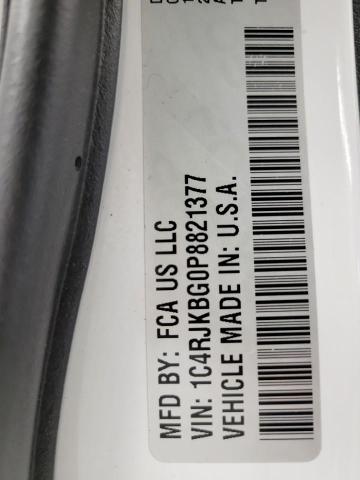 MFD BY: FCA US LLC
VIN: 1C4RJKBG0P8821377
VEHICLE MADE IN: U.S.A.